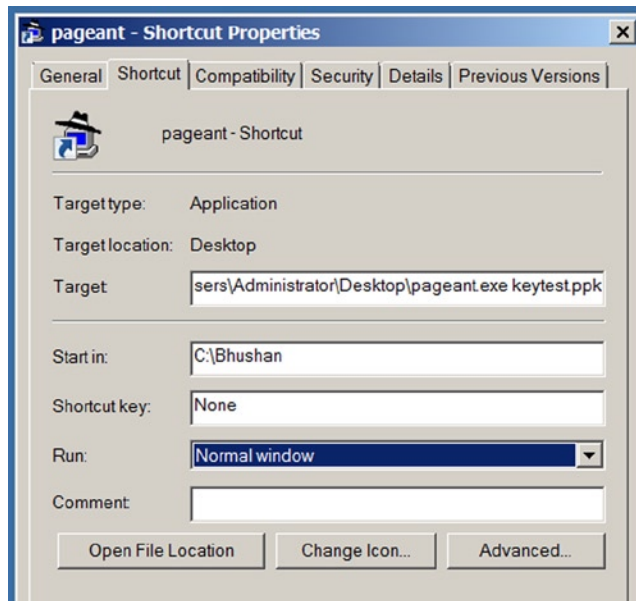 pageant - Shortcut Properties
General Shortcut Compatibility Security Details Previous Versions
pageant - Shortcut
Target type: Application
Target location: Desktop
Target: sers\Administrator\Desktop\pageant.exe keytest.ppk
Start in: C:\Bhushan
Shortcut key: None
Run: Normal window
Comment:
Open File Location Change Icon... Advanced...